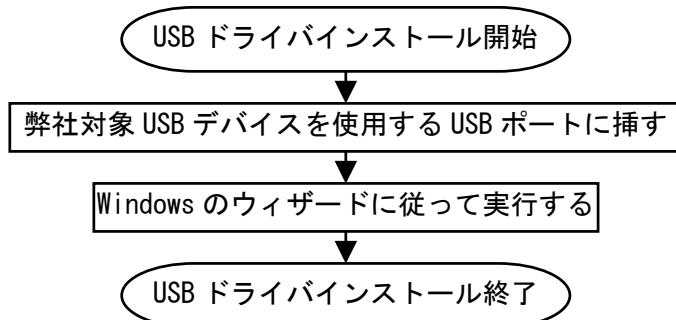 USB ドライバインストール開始
弊社対象 USB デバイスを使用する USB ポートに挿す
Windows のウィザードに従って実行する
USB ドライバインストール終了